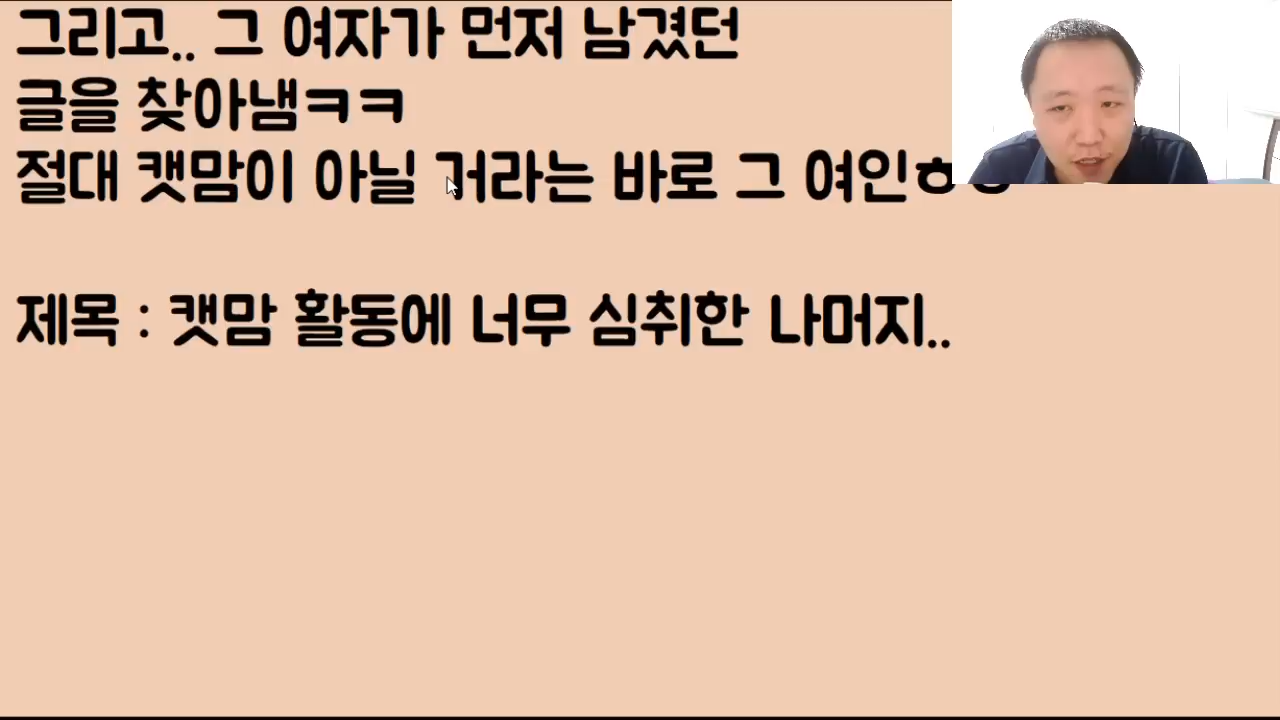 그리고.. 그 여자가 먼저 남겼던
글을 찾아냄ㅋㅋ
절대 캣맘이 아닐 거라는 바로 그 여인ㅎㅎ
제목 : 캣맘 활동에 너무 심취한 나머지..